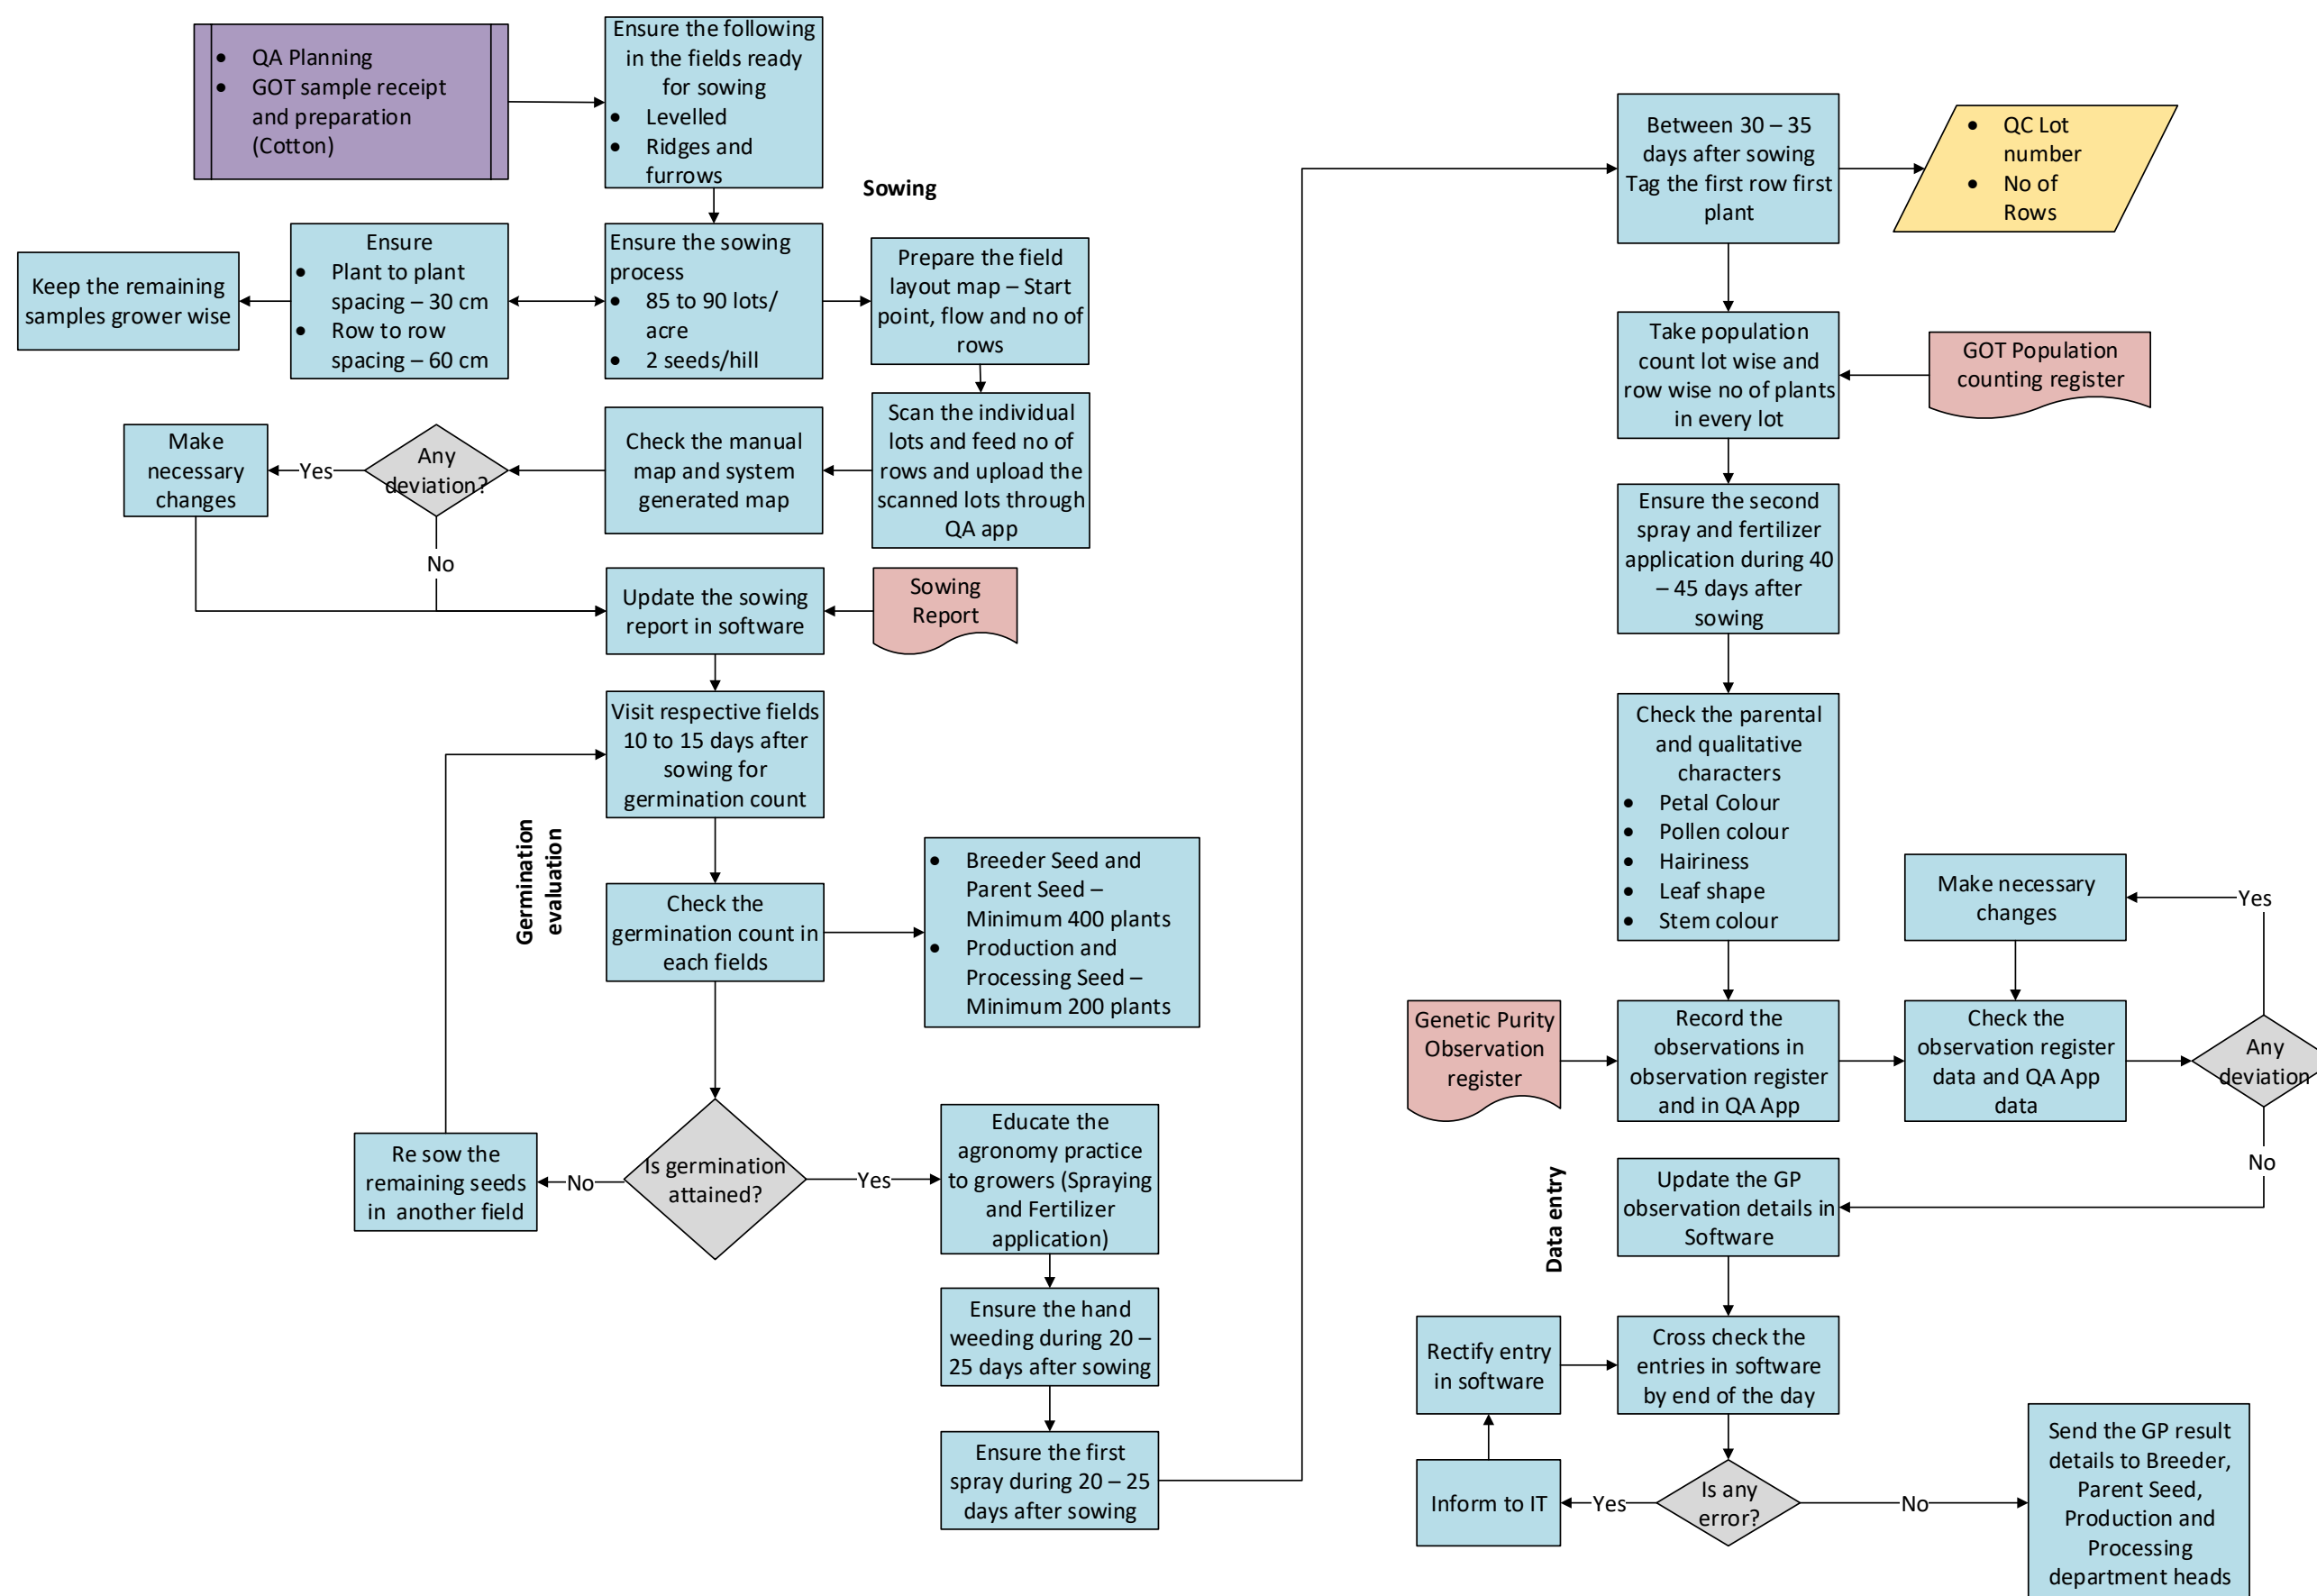 • QA Planning
• GOT sample receipt
and preparation
(Cotton)
Ensure the following
in the fields ready
for sowing
• Levelled
• Ridges and
furrows
Sowing
Keep the remaining
samples grower wise
Ensure
• Plant to plant
spacing – 30 cm
• Row to row
spacing – 60 cm
Ensure the sowing
process
• 85 to 90 lots/
acre
• 2 seeds/hill
Prepare the field
layout map – Start
point, flow and no of
rows
Make
necessary
changes
Yes
Any
deviation?
No
Check the manual
map and system
generated map
Scan the individual
lots and feed no of
rows and upload the
scanned lots through
QA app
Update the sowing
report in software
Sowing
Report
Visit respective fields
10 to 15 days after
sowing for
germination count
Germination
evaluation
Check the
germination count in
each fields
• Breeder Seed and
Parent Seed –
Minimum 400 plants
• Production and
Processing Seed –
Minimum 200 plants
Re sow the
remaining seeds
in another field
No
Is germination
attained?
Yes
Educate the
agronomy practice
to growers (Spraying
and Fertilizer
application)
Ensure the hand
weeding during 20 –
25 days after sowing
Ensure the first
spray during 20 – 25
days after sowing
Between 30 – 35
days after sowing
Tag the first row first
plant
• QC Lot
number
• No of
Rows
Take population
count lot wise and
row wise no of plants
in every lot
GOT Population
counting register
Ensure the second
spray and fertilizer
application during 40
– 45 days after
sowing
Check the parental
and qualitative
characters
• Petal Colour
• Pollen colour
• Hairiness
• Leaf shape
• Stem colour
Make necessary
changes
Yes
Genetic Purity
Observation
register
Record the
observations in
observation register
and in QA App
Check the
observation register
data and QA App
data
Any
deviation
No
Data entry
Update the GP
observation details in
Software
Rectify entry
in software
Cross check the
entries in software
by end of the day
Inform to IT
Yes
Is any
error?
No
Send the GP result
details to Breeder,
Parent Seed,
Production and
Processing
department heads